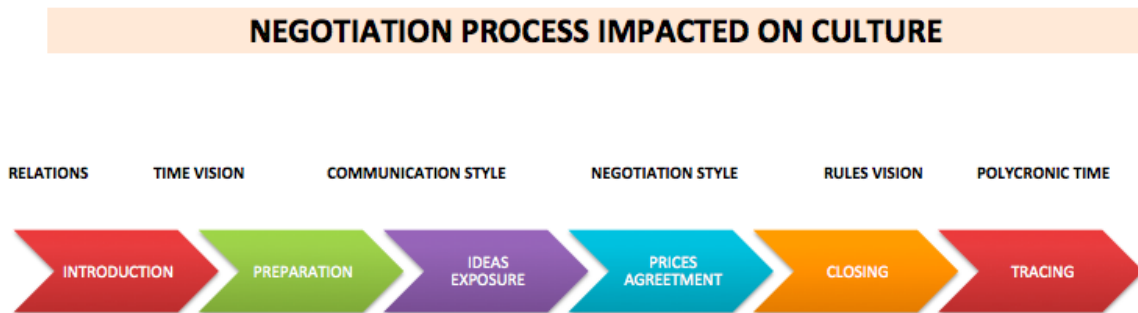 NEGOTIATION PROCESS IMPACTED ON CULTURE
RELATIONS TIME VISION COMMUNICATION STYLE NEGOTIATION STYLE RULES VISION POLYCRONIC TIME
INTRODUCTION
PREPARATION
IDEAS
EXPOSURE
PRICES
AGREETMENT
CLOSING
TRACING